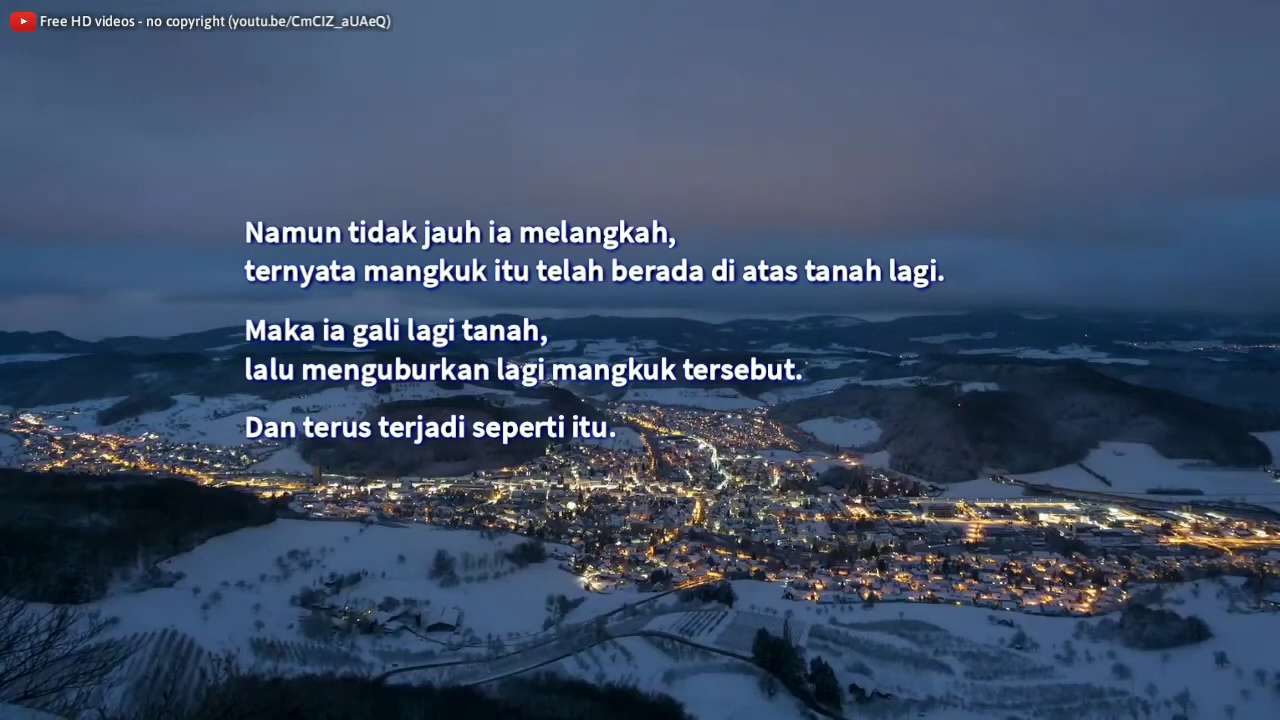 Free HD videos - no copyright (youtu.be/CmCIZ_aUAeQ)
Namun tidak jauh ia melangkah,
ternyata mangkuk itu telah berada di atas tanah lagi.
Maka ia gali lagi tanah,
lalu menguburkan lagi mangkuk tersebut.
Dan terus terjadi seperti itu.